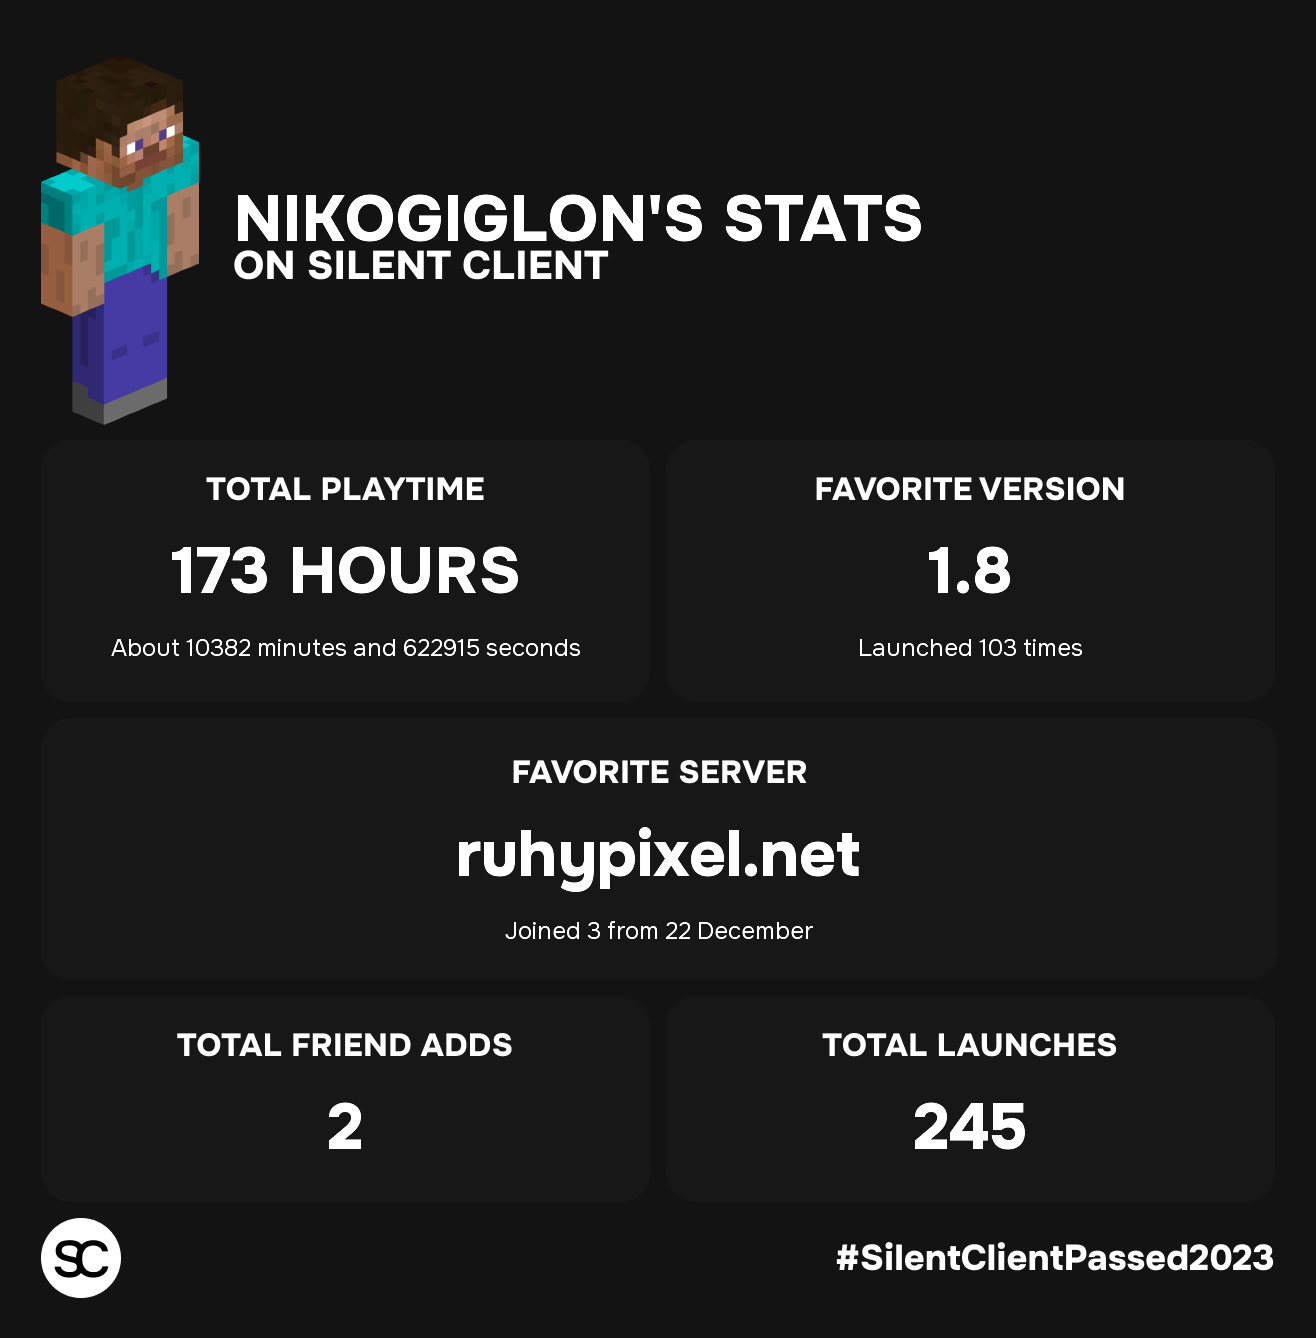 NIKOGIGLON'S STATS
ON SILENT CLIENT
TOTAL PLAYTIME
173 HOURS
About 10382 minutes and 622915 seconds
FAVORITE VERSION
1.8
Launched 103 times
FAVORITE SERVER
ruhypixel.net
Joined 3 from 22 December
TOTAL FRIEND ADDS
2
TOTAL LAUNCHES
245
SC
#SilentClientPassed2023